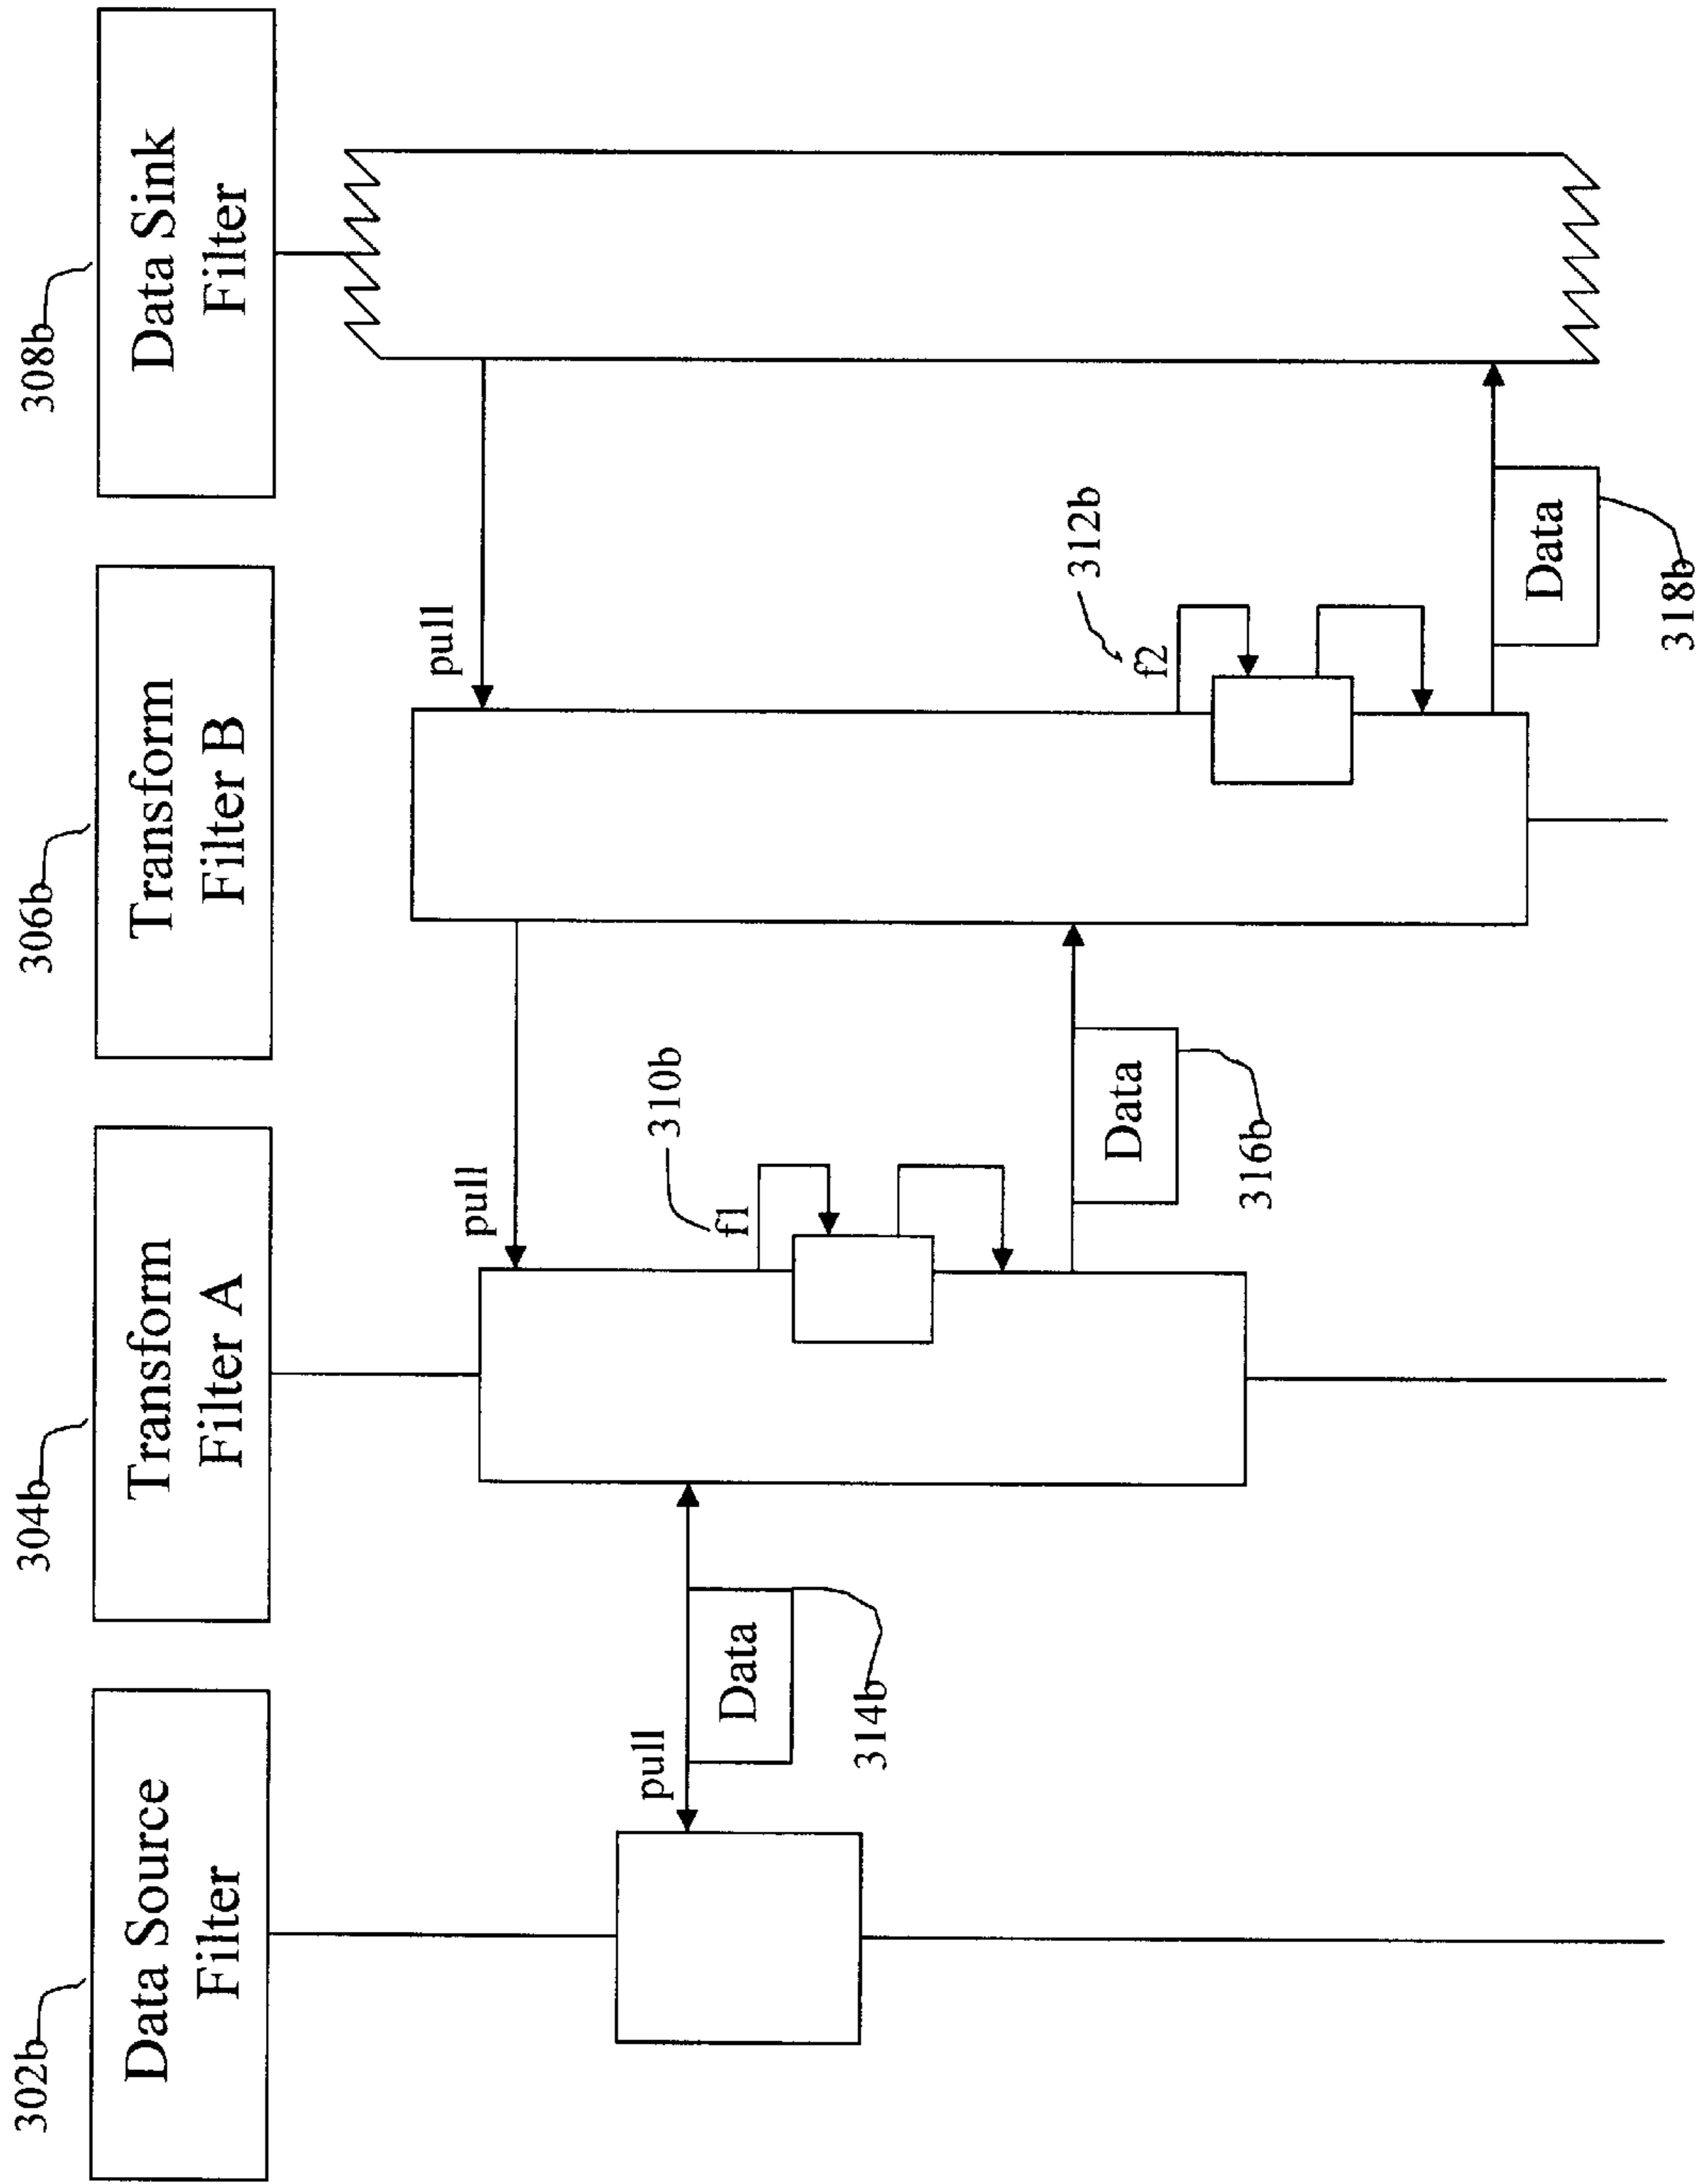 302b
304b
306b
308b
Data Source
Filter
Transform
Filter A
Transform
Filter B
Data Sink
Filter
pull
pull
pull
Data
314b
f1
310b
Data
316b
f2
312b
Data
318b